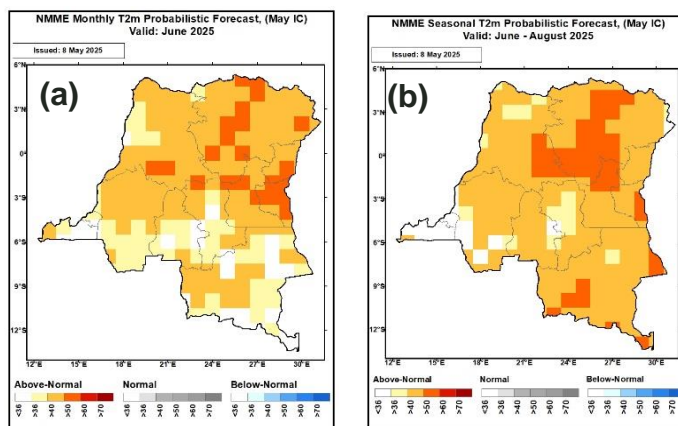 NMME Monthly T2m Probabilistic Forecast, (May IC)
Valid: June 2025
Issued: 8 May 2025
(a)
6°N
3°N
0°
3°S
6°S
9°S
12°S
12°E 15°E 18°E 21°E 24°E 27°E 30°E
Above-Normal Normal Below-Normal
<36 >36 >40 >50 >60 >70 <36 >36 >40 >50 >60 >70 <36 >36 >40 >50 >60 >70
NMME Seasonal T2m Probabilistic Forecast, (May IC)
Valid: June - August 2025
Issued: 8 May 2025
(b)
6°N
3°N
0°
3°S
6°S
9°S
12°S
12°E 15°E 18°E 21°E 24°E 27°E 30°E
Above-Normal Normal Below-Normal
<36 >36 >40 >50 >60 >70 <36 >36 >40 >50 >60 >70 <36 >36 >40 >50 >60 >70